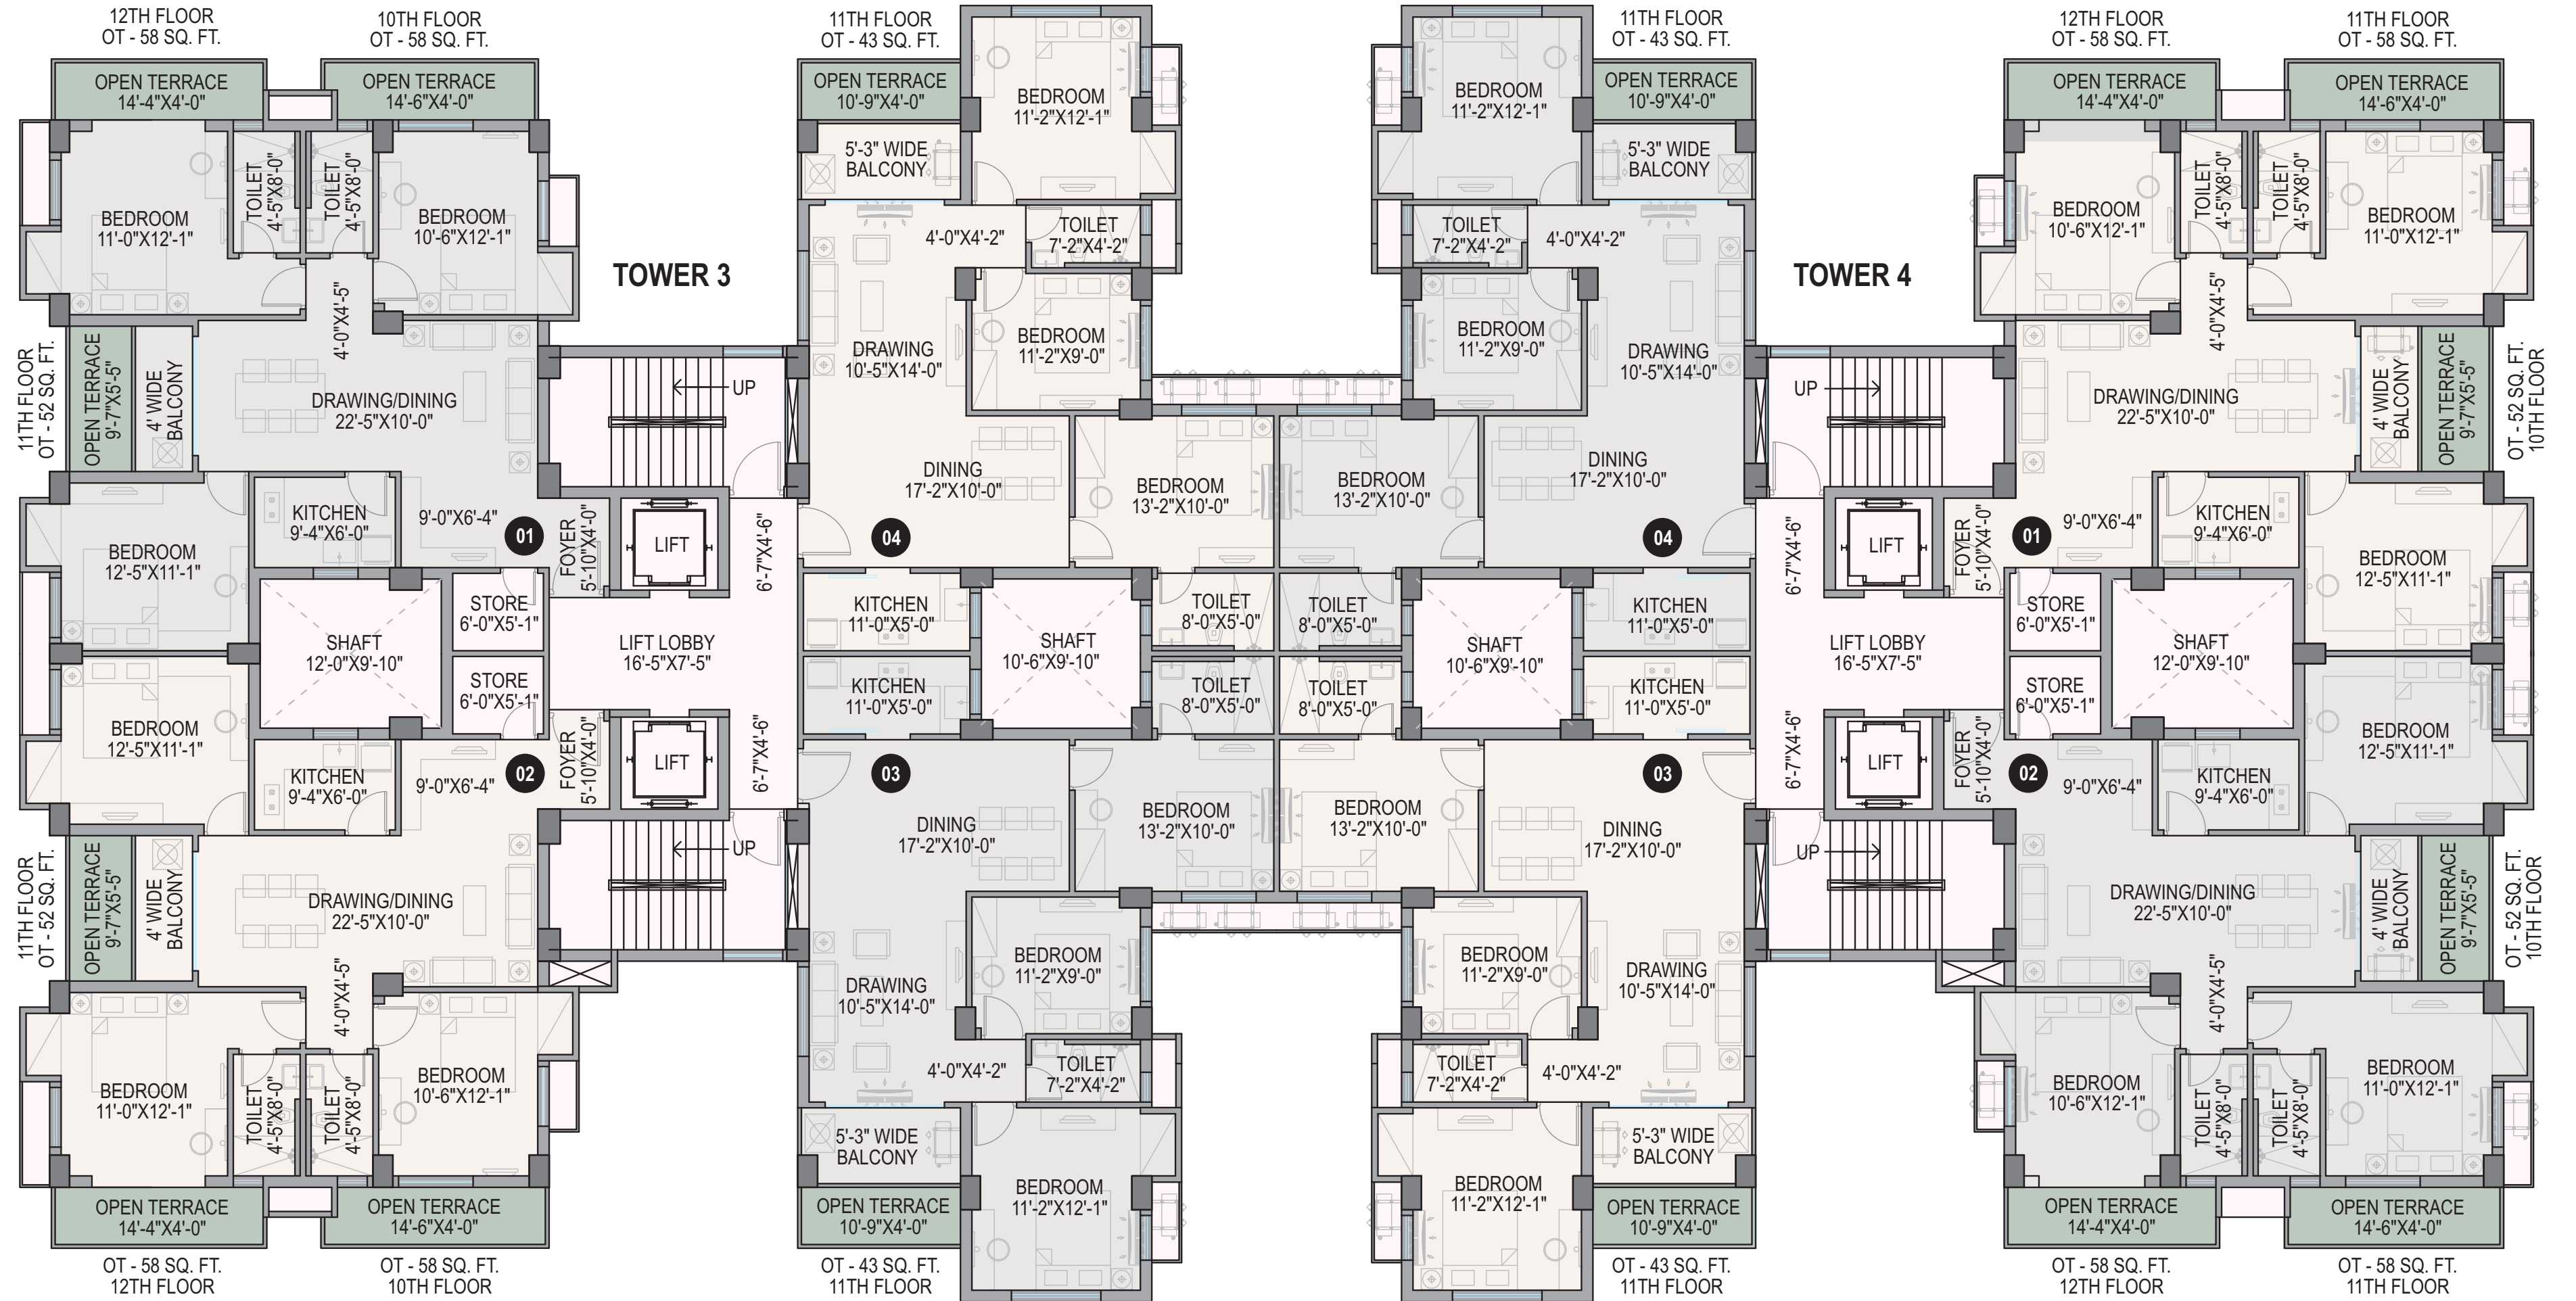 12TH FLOOR
OT - 58 SQ. FT.
10TH FLOOR
OT - 58 SQ. FT.
11TH FLOOR
OT - 43 SQ. FT.
11TH FLOOR
OT - 43 SQ. FT.
12TH FLOOR
OT - 58 SQ. FT.
11TH FLOOR
OT - 58 SQ. FT.
OPEN TERRACE
14'-4"X4'-0"
OPEN TERRACE
14'-6"X4'-0"
OPEN TERRACE
10'-9"X4'-0"
BEDROOM
11'-2"X12'-1"
BEDROOM
11'-2"X12'-1"
OPEN TERRACE
10'-9"X4'-0"
OPEN TERRACE
14'-4"X4'-0"
OPEN TERRACE
14'-6"X4'-0"
BEDROOM
11'-0"X12'-1"
TOILET
4'-5"X8'-0"
TOILET
4'-5"X8'-0"
BEDROOM
10'-6"X12'-1"
5'-3" WIDE
BALCONY
5'-3" WIDE
BALCONY
BEDROOM
10'-6"X12'-1"
TOILET
4'-5"X8'-0"
TOILET
4'-5"X8'-0"
BEDROOM
11'-0"X12'-1"
TOWER 3
4'-0"X4'-2"
TOILET
7'-2"X4'-2"
TOILET
7'-2"X4'-2"
4'-0"X4'-2"
TOWER 4
11TH FLOOR
OT - 52 SQ. FT.
OPEN TERRACE
9'-7"X5'-5"
4' WIDE
BALCONY
4'-0"X4'-5"
DRAWING/DINING
22'-5"X10'-0"
UP
DRAWING
10'-5"X14'-0"
BEDROOM
11'-2"X9'-0"
BEDROOM
11'-2"X9'-0"
DRAWING
10'-5"X14'-0"
UP
4'-0"X4'-5"
DRAWING/DINING
22'-5"X10'-0"
4' WIDE
BALCONY
OPEN TERRACE
9'-7"X5'-5"
OT - 52 SQ. FT.
10TH FLOOR
BEDROOM
12'-5"X11'-1"
KITCHEN
9'-4"X6'-0"
9'-0"X6'-4"
01
FOYER
5'-10"X4'-0"
LIFT
6'-7"X4'-6"
DINING
17'-2"X10'-0"
04
BEDROOM
13'-2"X10'-0"
BEDROOM
13'-2"X10'-0"
DINING
17'-2"X10'-0"
04
6'-7"X4'-6"
LIFT
FOYER
5'-10"X4'-0"
01
9'-0"X6'-4"
KITCHEN
9'-4"X6'-0"
BEDROOM
12'-5"X11'-1"
SHAFT
12'-0"X9'-10"
STORE
6'-0"X5'-1"
STORE
6'-0"X5'-1"
LIFT LOBBY
16'-5"X7'-5"
KITCHEN
11'-0"X5'-0"
KITCHEN
11'-0"X5'-0"
SHAFT
10'-6"X9'-10"
TOILET
8'-0"X5'-0"
TOILET
8'-0"X5'-0"
TOILET
8'-0"X5'-0"
TOILET
8'-0"X5'-0"
SHAFT
10'-6"X9'-10"
KITCHEN
11'-0"X5'-0"
KITCHEN
11'-0"X5'-0"
LIFT LOBBY
16'-5"X7'-5"
STORE
6'-0"X5'-1"
STORE
6'-0"X5'-1"
SHAFT
12'-0"X9'-10"
BEDROOM
12'-5"X11'-1"
KITCHEN
9'-4"X6'-0"
9'-0"X6'-4"
02
FOYER
5'-10"X4'-0"
LIFT
6'-7"X4'-6"
03
DINING
17'-2"X10'-0"
BEDROOM
13'-2"X10'-0"
BEDROOM
13'-2"X10'-0"
DINING
17'-2"X10'-0"
03
6'-7"X4'-6"
LIFT
FOYER
5'-10"X4'-0"
02
9'-0"X6'-4"
KITCHEN
9'-4"X6'-0"
BEDROOM
12'-5"X11'-1"
11TH FLOOR
OT - 52 SQ. FT.
OPEN TERRACE
9'-7"X5'-5"
4' WIDE
BALCONY
DRAWING/DINING
22'-5"X10'-0"
4'-0"X4'-5"
UP
DRAWING
10'-5"X14'-0"
BEDROOM
11'-2"X9'-0"
BEDROOM
11'-2"X9'-0"
DRAWING
10'-5"X14'-0"
UP
DRAWING/DINING
22'-5"X10'-0"
4'-0"X4'-5"
4' WIDE
BALCONY
OPEN TERRACE
9'-7"X5'-5"
OT - 52 SQ. FT.
10TH FLOOR
BEDROOM
11'-0"X12'-1"
TOILET
4'-5"X8'-0"
TOILET
4'-5"X8'-0"
BEDROOM
10'-6"X12'-1"
4'-0"X4'-2"
TOILET
7'-2"X4'-2"
TOILET
7'-2"X4'-2"
4'-0"X4'-2"
BEDROOM
10'-6"X12'-1"
TOILET
4'-5"X8'-0"
TOILET
4'-5"X8'-0"
BEDROOM
11'-0"X12'-1"
5'-3" WIDE
BALCONY
5'-3" WIDE
BALCONY
OPEN TERRACE
14'-4"X4'-0"
OPEN TERRACE
14'-6"X4'-0"
OPEN TERRACE
10'-9"X4'-0"
BEDROOM
11'-2"X12'-1"
BEDROOM
11'-2"X12'-1"
OPEN TERRACE
10'-9"X4'-0"
OPEN TERRACE
14'-4"X4'-0"
OPEN TERRACE
14'-6"X4'-0"
OT - 58 SQ. FT.
12TH FLOOR
OT - 58 SQ. FT.
10TH FLOOR
OT - 43 SQ. FT.
11TH FLOOR
OT - 43 SQ. FT.
11TH FLOOR
OT - 58 SQ. FT.
12TH FLOOR
OT - 58 SQ. FT.
11TH FLOOR